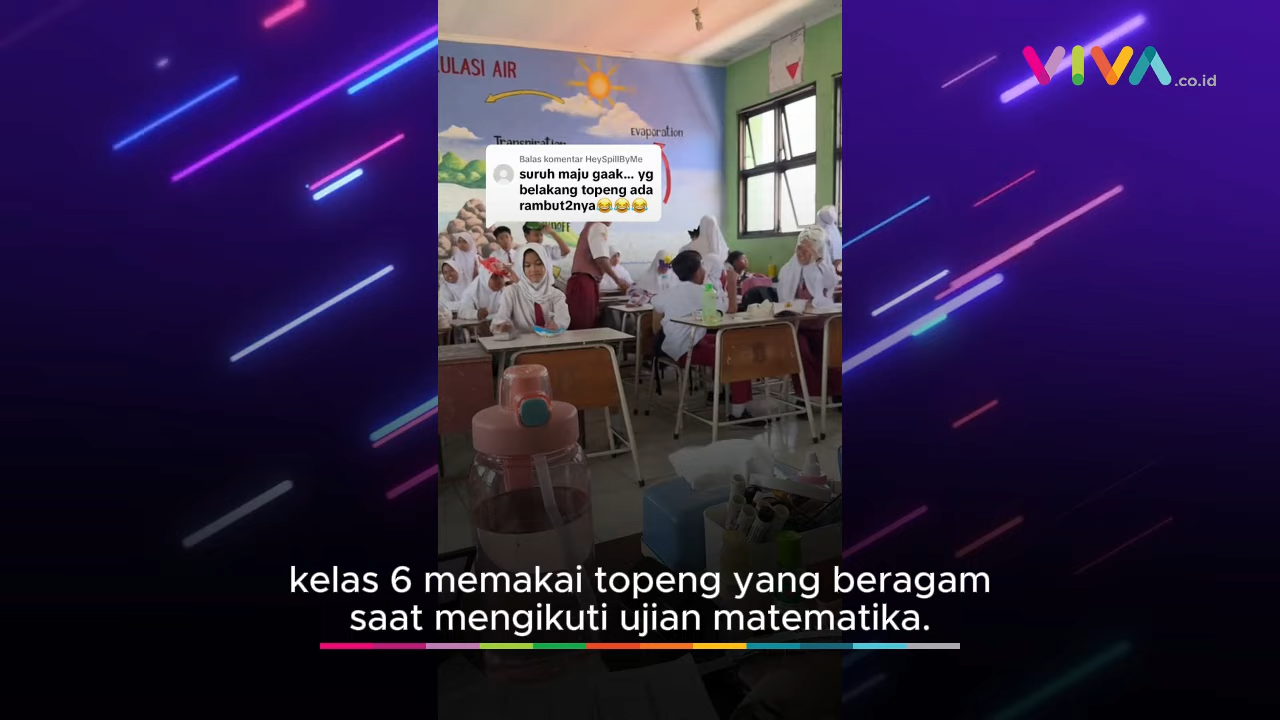 VIVA.co.id
ULASI AIR
Evaporation
Transpiration
Balas komentar HeySpillByMe
suruh maju gaak... yg
belakang topeng ada
rambut2nya😂😂😂
kelas 6 memakai topeng yang beragam
saat mengikuti ujian matematika.